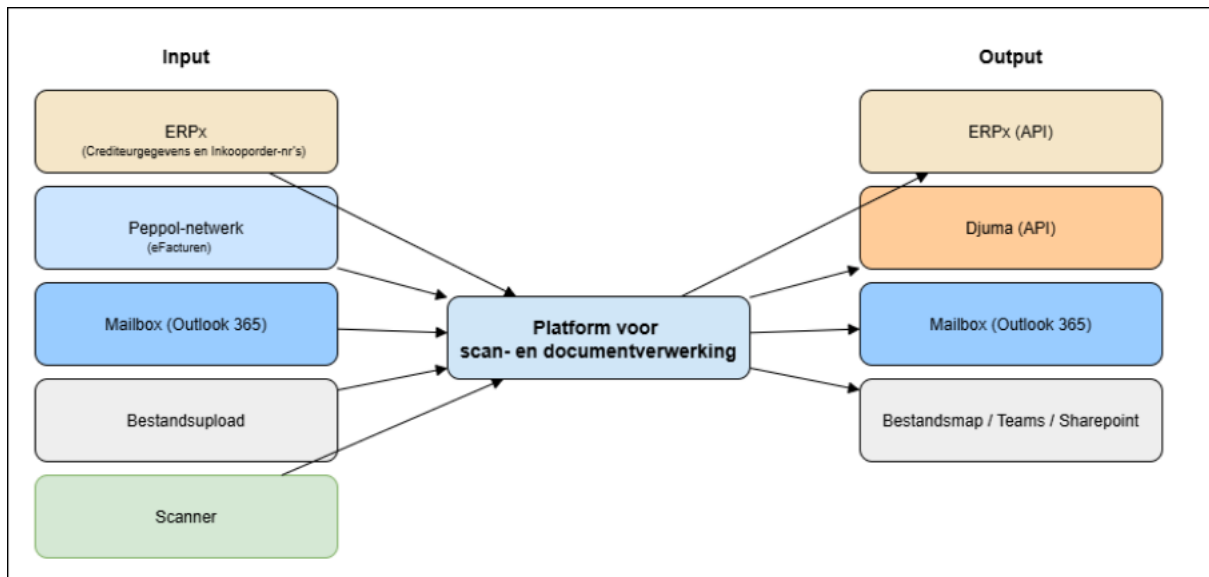 Input
Output
ERPx
(Crediteurgegevens en Inkooporder-nr's)
Peppol-netwerk
(eFacturen)
Mailbox (Outlook 365)
Bestandsupload
Scanner
Platform voor
scan- en documentverwerking
ERPx (API)
Djuma (API)
Mailbox (Outlook 365)
Bestandsmap / Teams / Sharepoint